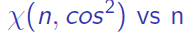 χ(n, cos²) vs n